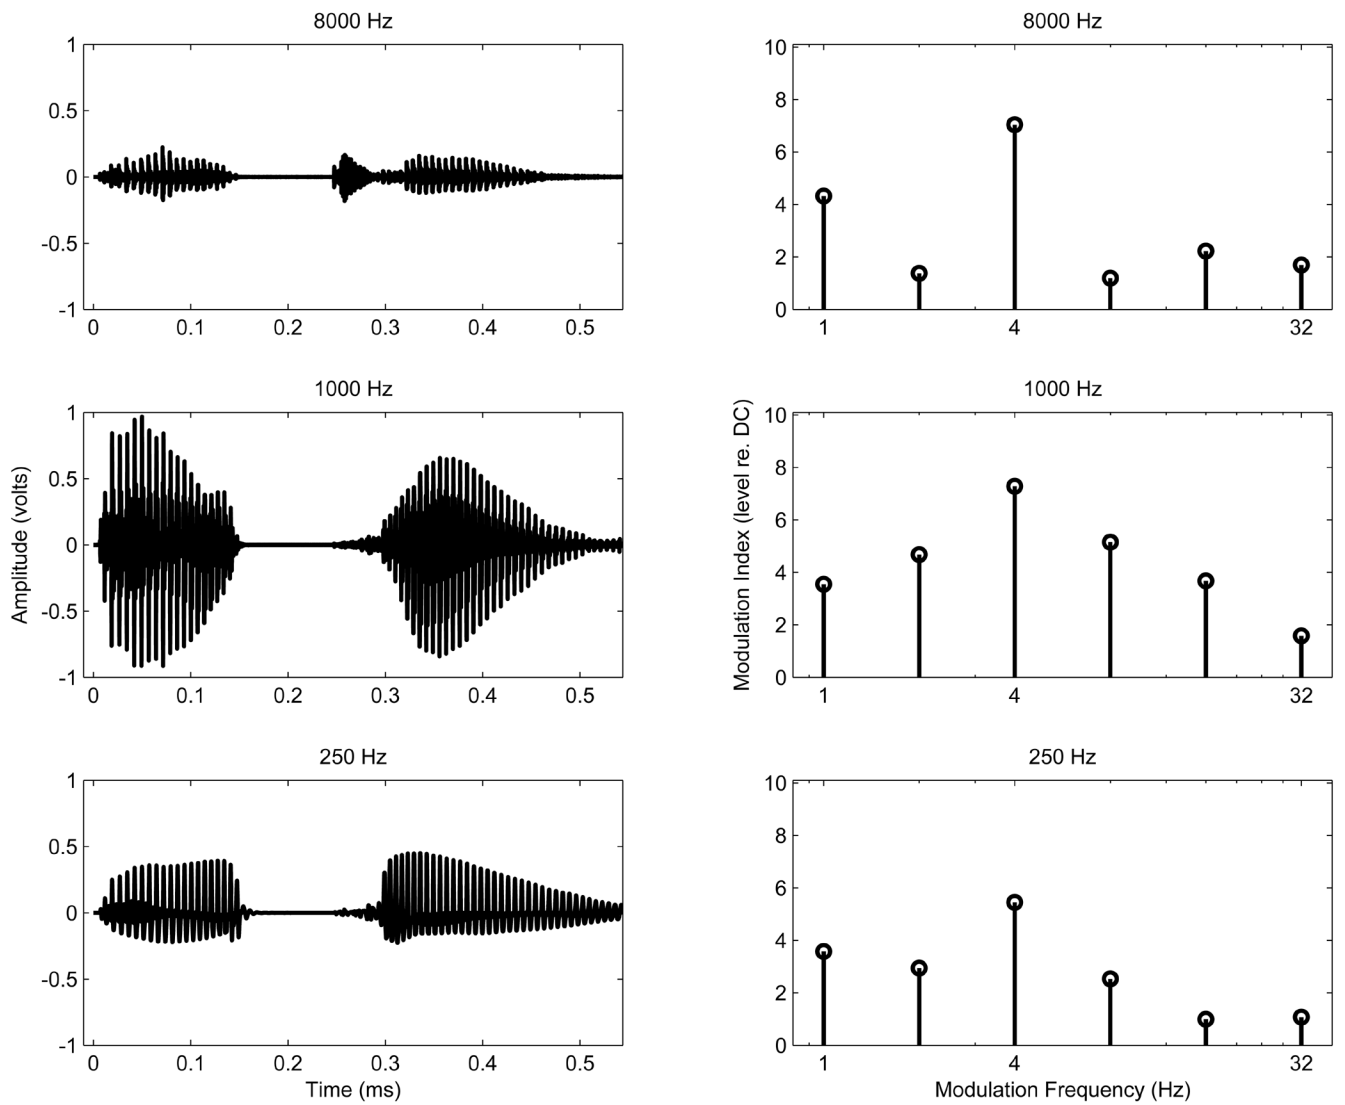 8000 Hz
1
0.5
0
-0.5
-1
0 0.1 0.2 0.3 0.4 0.5
8000 Hz
10
8
6
4
2
0
1 4 32
1000 Hz
Amplitude (volts)
1
0.5
0
-0.5
-1
0 0.1 0.2 0.3 0.4 0.5
1000 Hz
Modulation Index (level re. DC)
10
8
6
4
2
0
1 4 32
250 Hz
1
0.5
0
-0.5
-1
0 0.1 0.2 0.3 0.4 0.5
Time (ms)
250 Hz
10
8
6
4
2
0
1 4 32
Modulation Frequency (Hz)